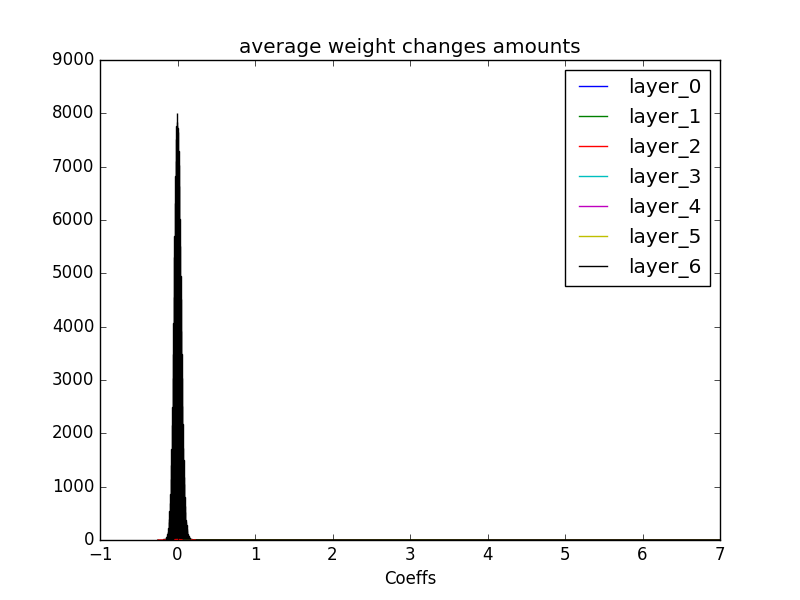 average weight changes amounts
9000
8000
7000
6000
5000
4000
3000
2000
1000
0
layer_0
layer_1
layer_2
layer_3
layer_4
layer_5
layer_6
−1 0 1 2 3 4 5 6 7
Coeffs